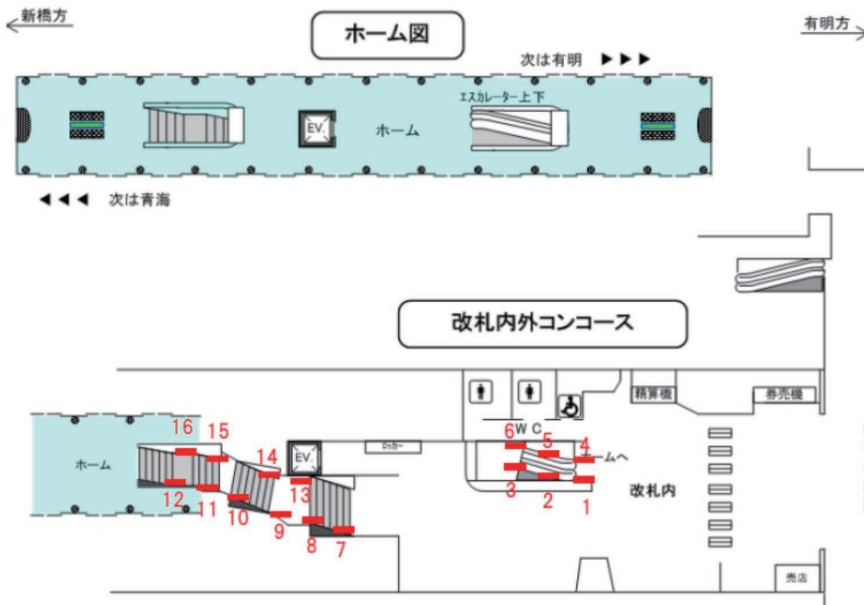 新橋方
ホーム図
有明方
次は有明 ▶ ▶ ▶
エスカレーター上下
EV.
ホーム
◀ ◀ ◀ 次は青海
改札内外コンコース
精算機
券売機
WC
16
15
6
5
4
ホーム
14
EV.
ロッカー
ホームへ
13
3
改札内
12
11
10
2
1
9
8
7
売店